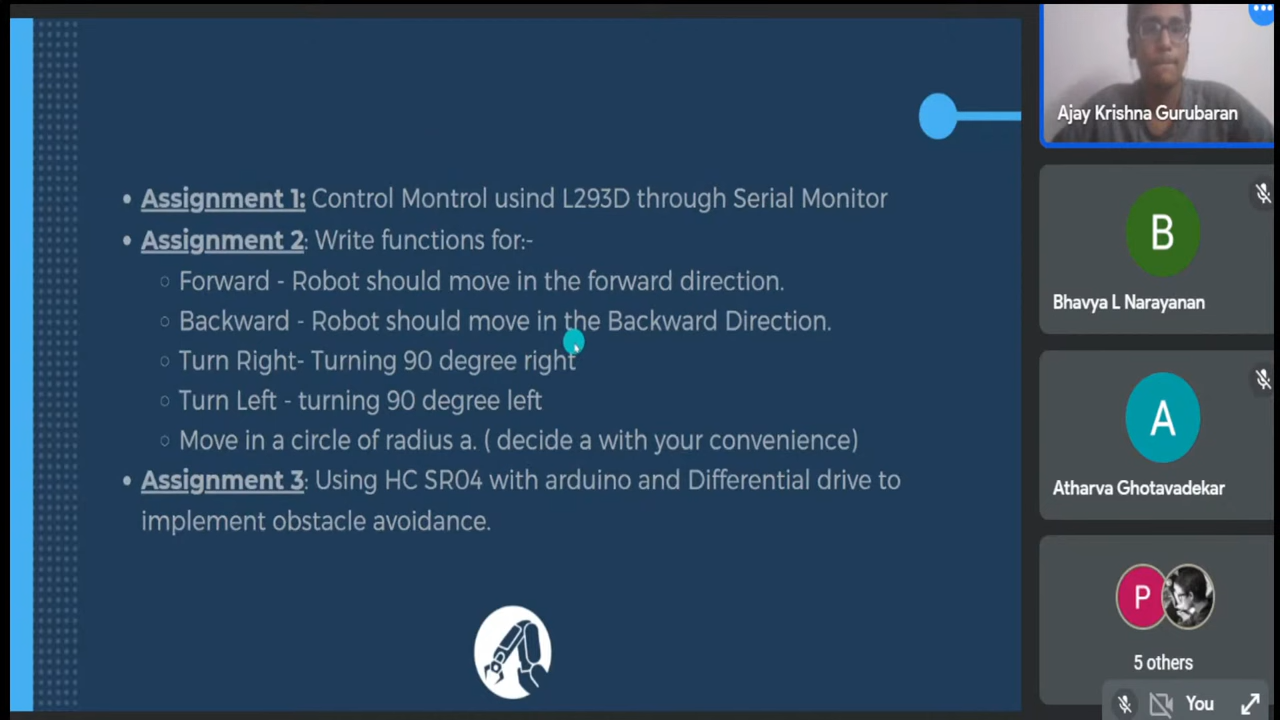 Assignment 1: Control Montrol usind L293D through Serial Monitor
Assignment 2: Write functions for:-
Forward - Robot should move in the forward direction.
Backward - Robot should move in the Backward Direction.
Turn Right- Turning 90 degree right
Turn Left - turning 90 degree left
Move in a circle of radius a. ( decide a with your convenience)
Assignment 3: Using HC SR04 with arduino and Differential drive to
implement obstacle avoidance.
Ajay Krishna Gurubaran
B
Bhavya L Narayanan
A
Atharva Ghotavadekar
P
5 others
You